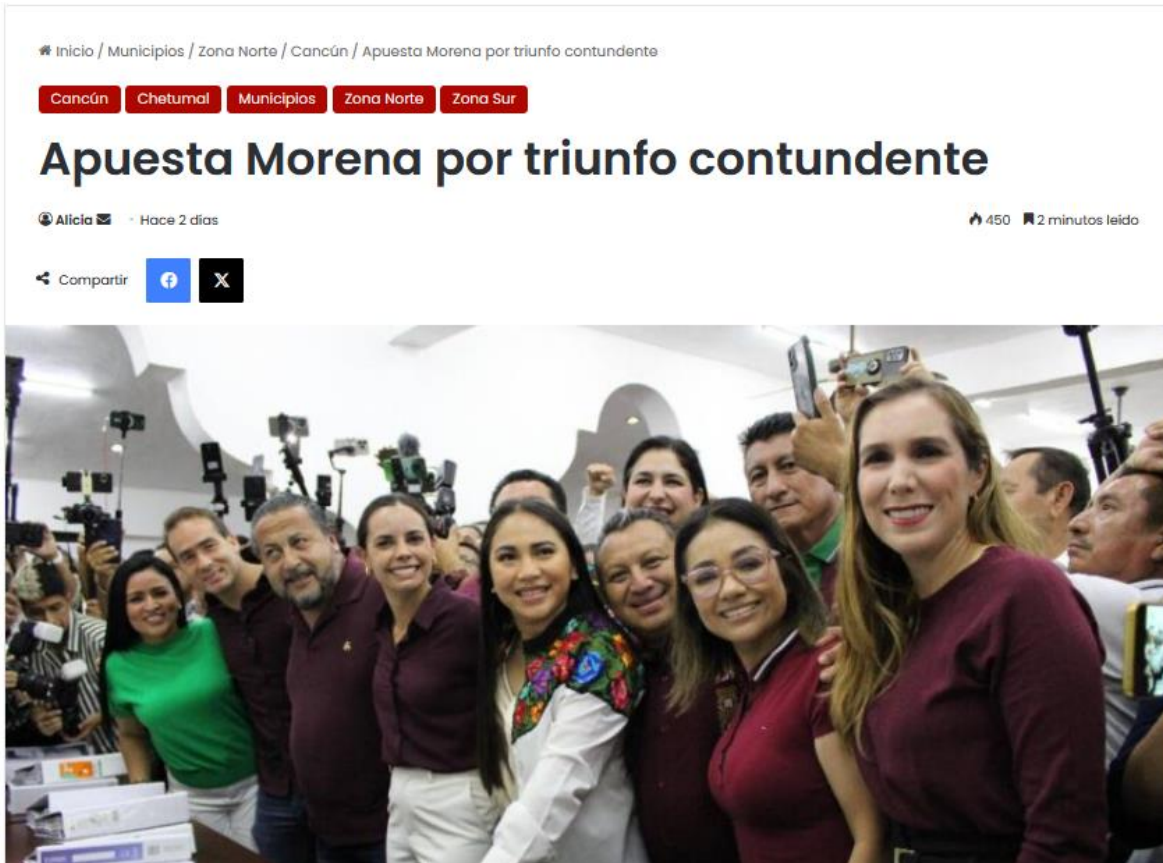 Inicio / Municipios / Zona Norte / Cancún / Apuesta Morena por triunfo contundente
Cancún Chetumal Municipios Zona Norte Zona Sur
Apuesta Morena por triunfo contundente
Alicia Hace 2 días 450 2 minutos leído
Compartir